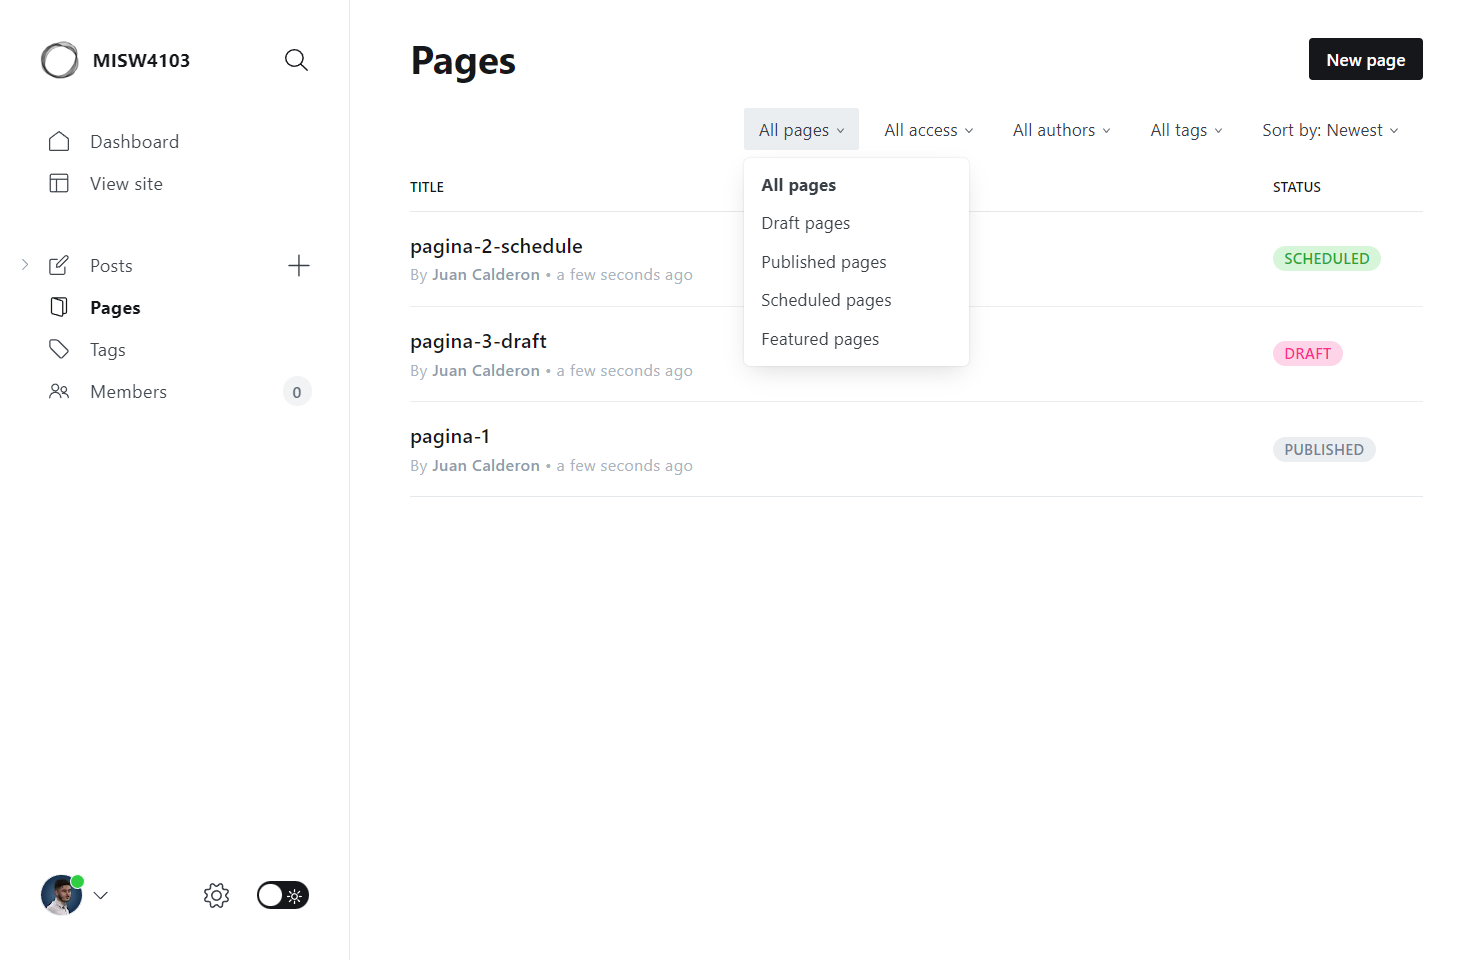 MISW4103
Dashboard
View site
Posts
Pages
Tags
Members 0
Pages
New page
All pages All access All authors All tags Sort by: Newest
All pages
Draft pages
Published pages
Scheduled pages
Featured pages
TITLE STATUS
pagina-2-schedule
By Juan Calderon • a few seconds ago
SCHEDULED
pagina-3-draft
By Juan Calderon • a few seconds ago
DRAFT
pagina-1
By Juan Calderon • a few seconds ago
PUBLISHED